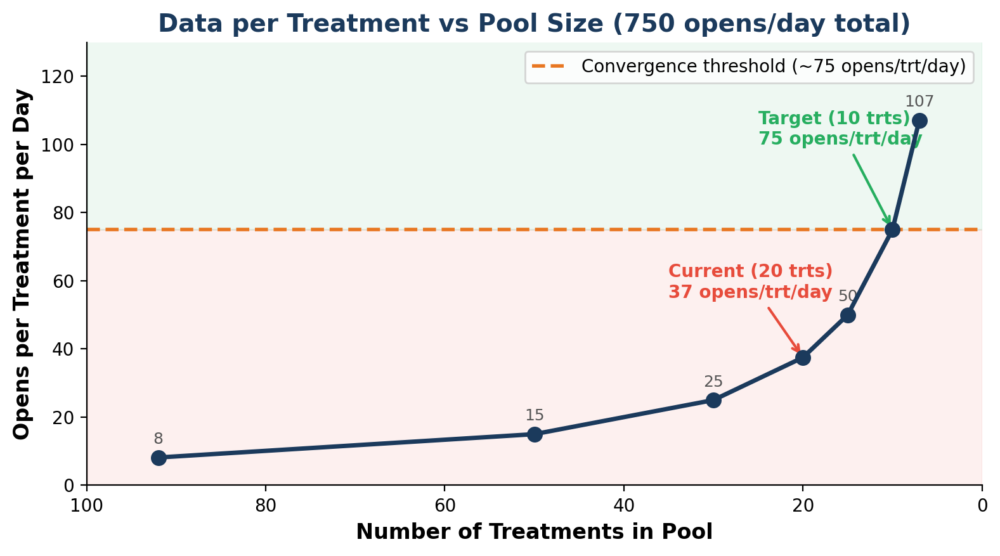 Data per Treatment vs Pool Size (750 opens/day total)
Convergence threshold (~75 opens/trt/day)
Opens per Treatment per Day
120
100
80
60
40
20
0
107
Target (10 trts)
75 opens/trt/day
Current (20 trts)
37 opens/trt/day
50
25
15
8
100
80
60
40
20
0
Number of Treatments in Pool